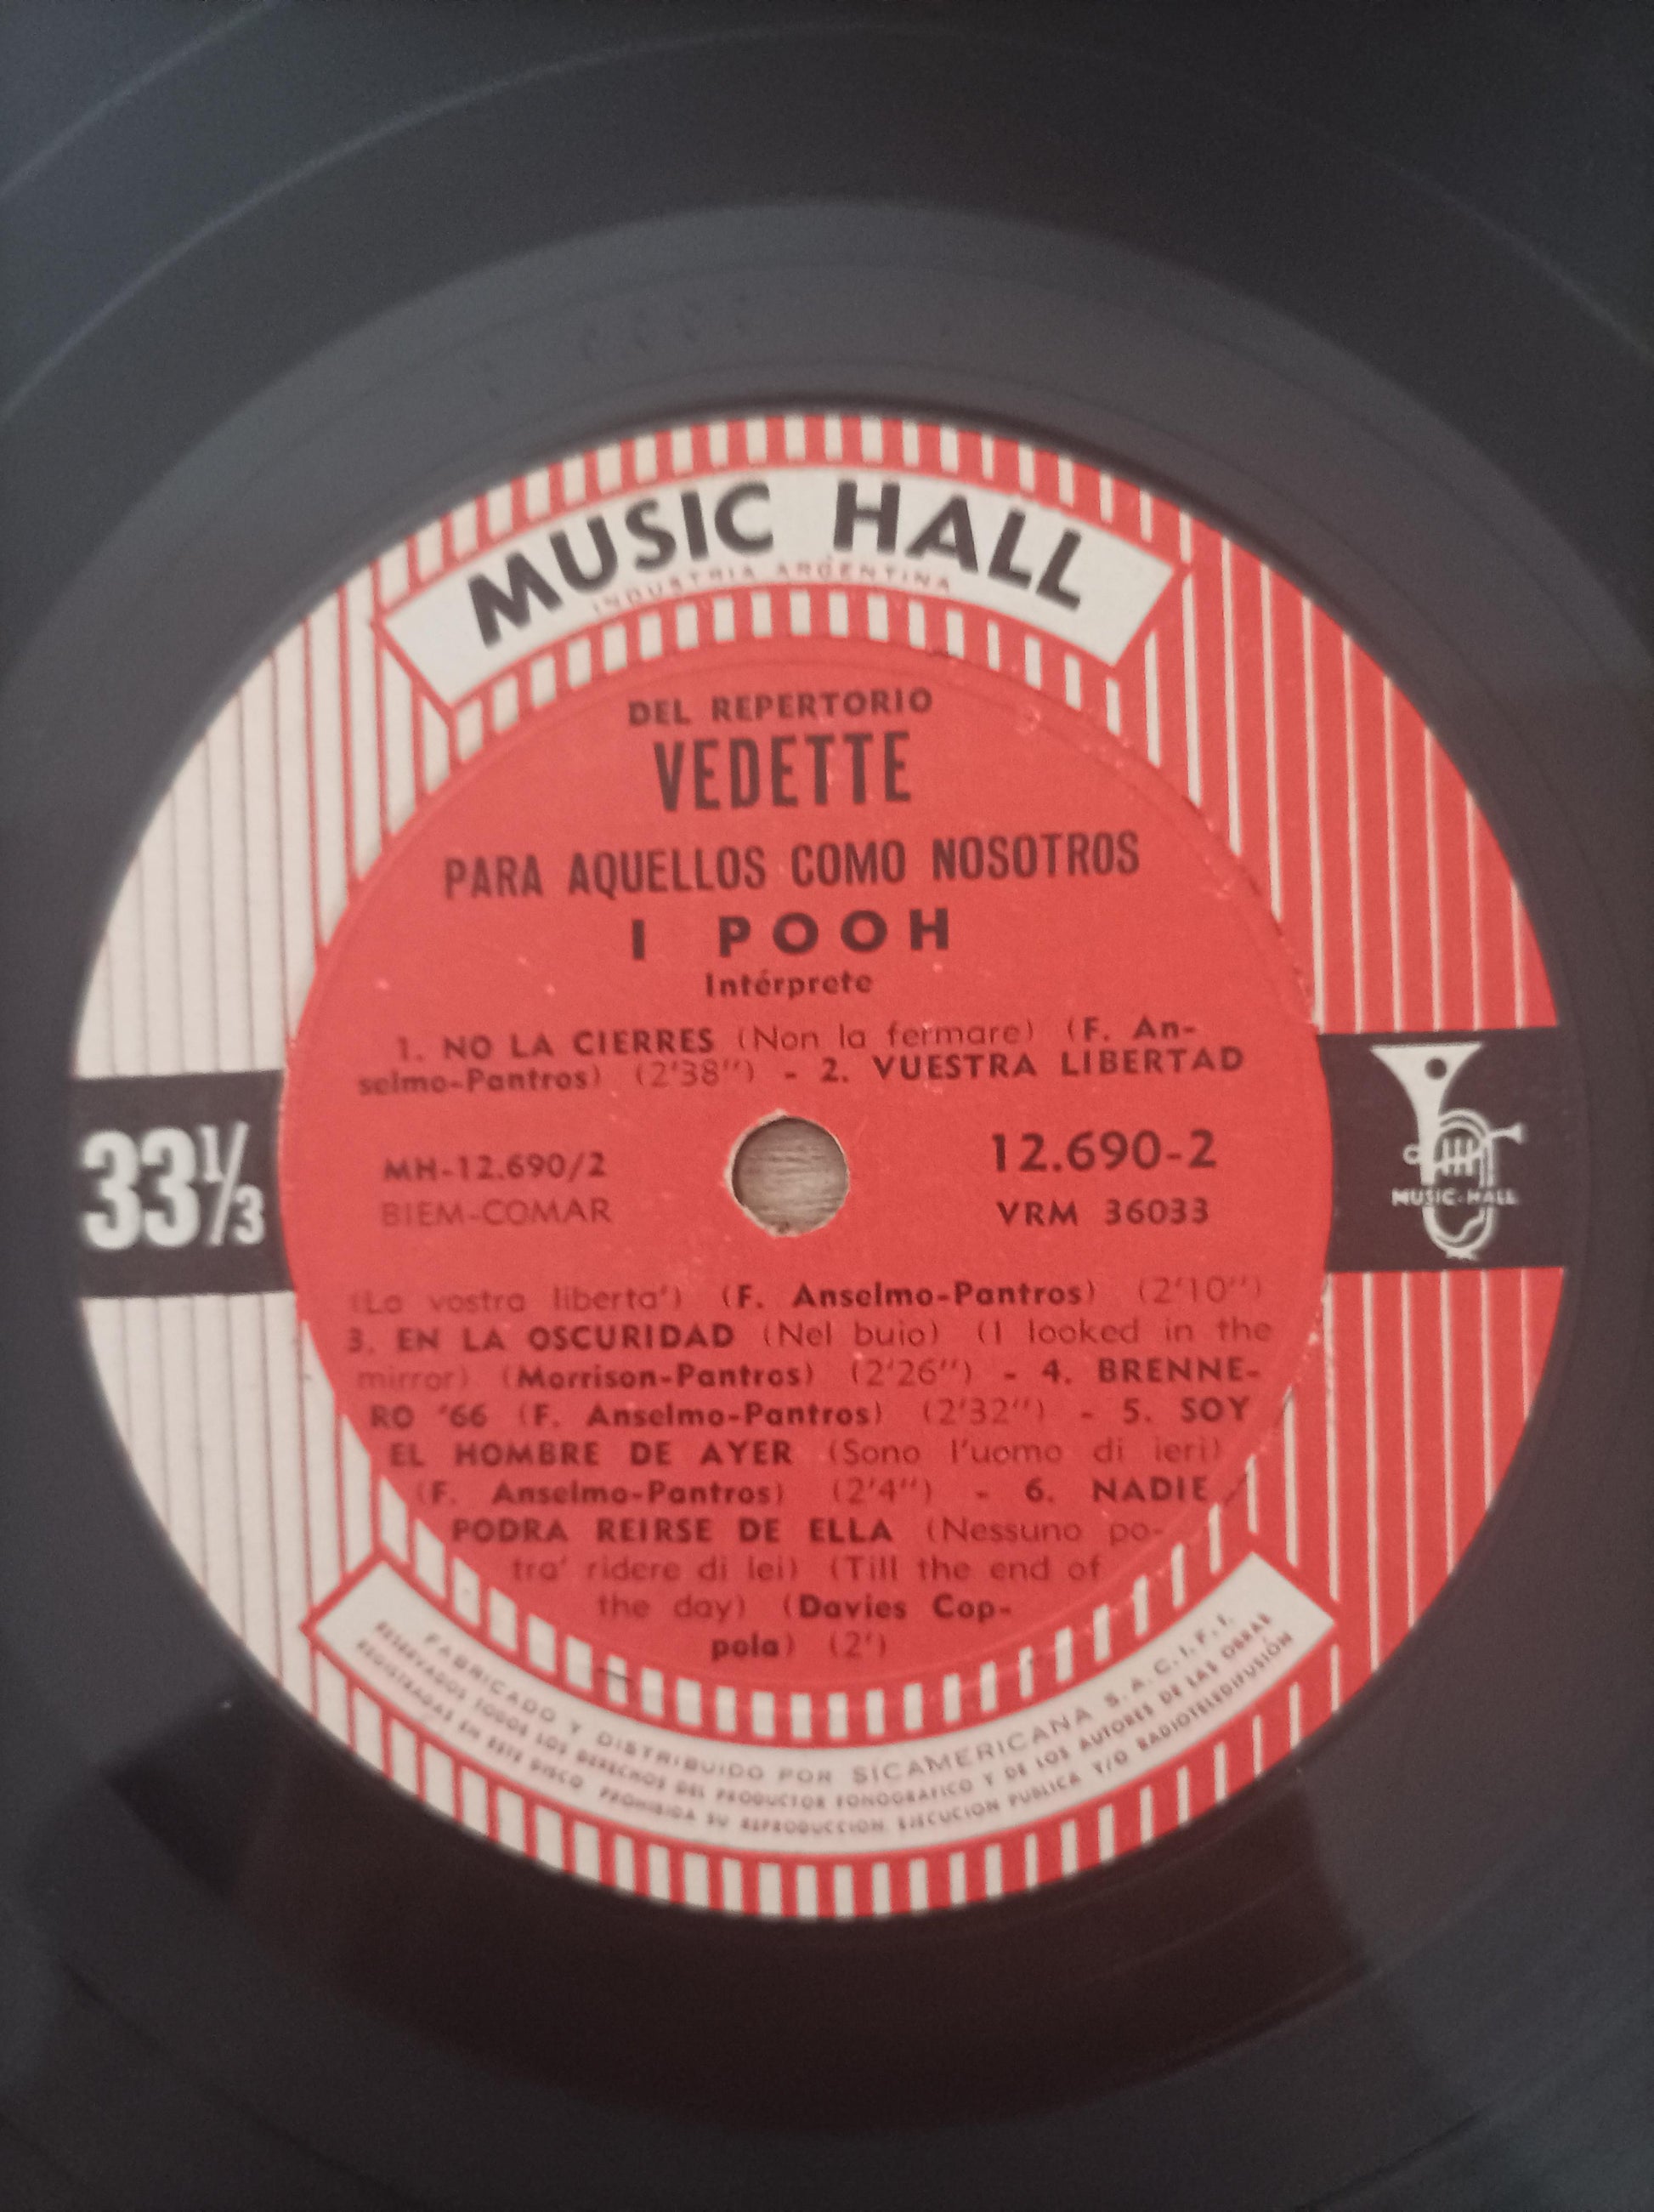 MUSIC HALL
INDUSTRIA ARGENTINA
DEL REPERTORIO
VEDETTE
PARA AQUELLOS COMO NOSOTROS
I POOH
Intérprete
1. NO LA CIERRES (Non la fermare) (F. An-
selmo-Pantros) (2'38") - 2. VUESTRA LIBERTAD
33 1/3
MH-12.690/2
BIEM-COMAR
12.690-2
VRM 36033
MUSIC-HALL
(La vostra liberta') (F. Anselmo-Pantros) (2'10")
3. EN LA OSCURIDAD (Nel buio) (I looked in the
mirror) (Morrison-Pantros) (2'26") - 4. BRENNE-
RO '66 (F. Anselmo-Pantros) (2'32") - 5. SOY
EL HOMBRE DE AYER (Sono l'uomo di ieri)
(F. Anselmo-Pantros) (2'4") - 6. NADIE
PODRA REIRSE DE ELLA (Nessuno po-
tra' ridere di lei) (Till the end of
the day) (Davies Cop-
pola) (2')
FABRICADO Y DISTRIBUIDO POR SICAMERICANA S.A.C.I.F.I.
RESERVADOS TODOS LOS DERECHOS DEL PRODUCTOR FONOGRAFICO Y DE LOS AUTORES DE LAS OBRAS
REGISTRADAS EN ESTE DISCO PROHIBIDA SU REPRODUCCION, EJECUCION PUBLICA Y/O RADIOTELEDIFUSIÓN